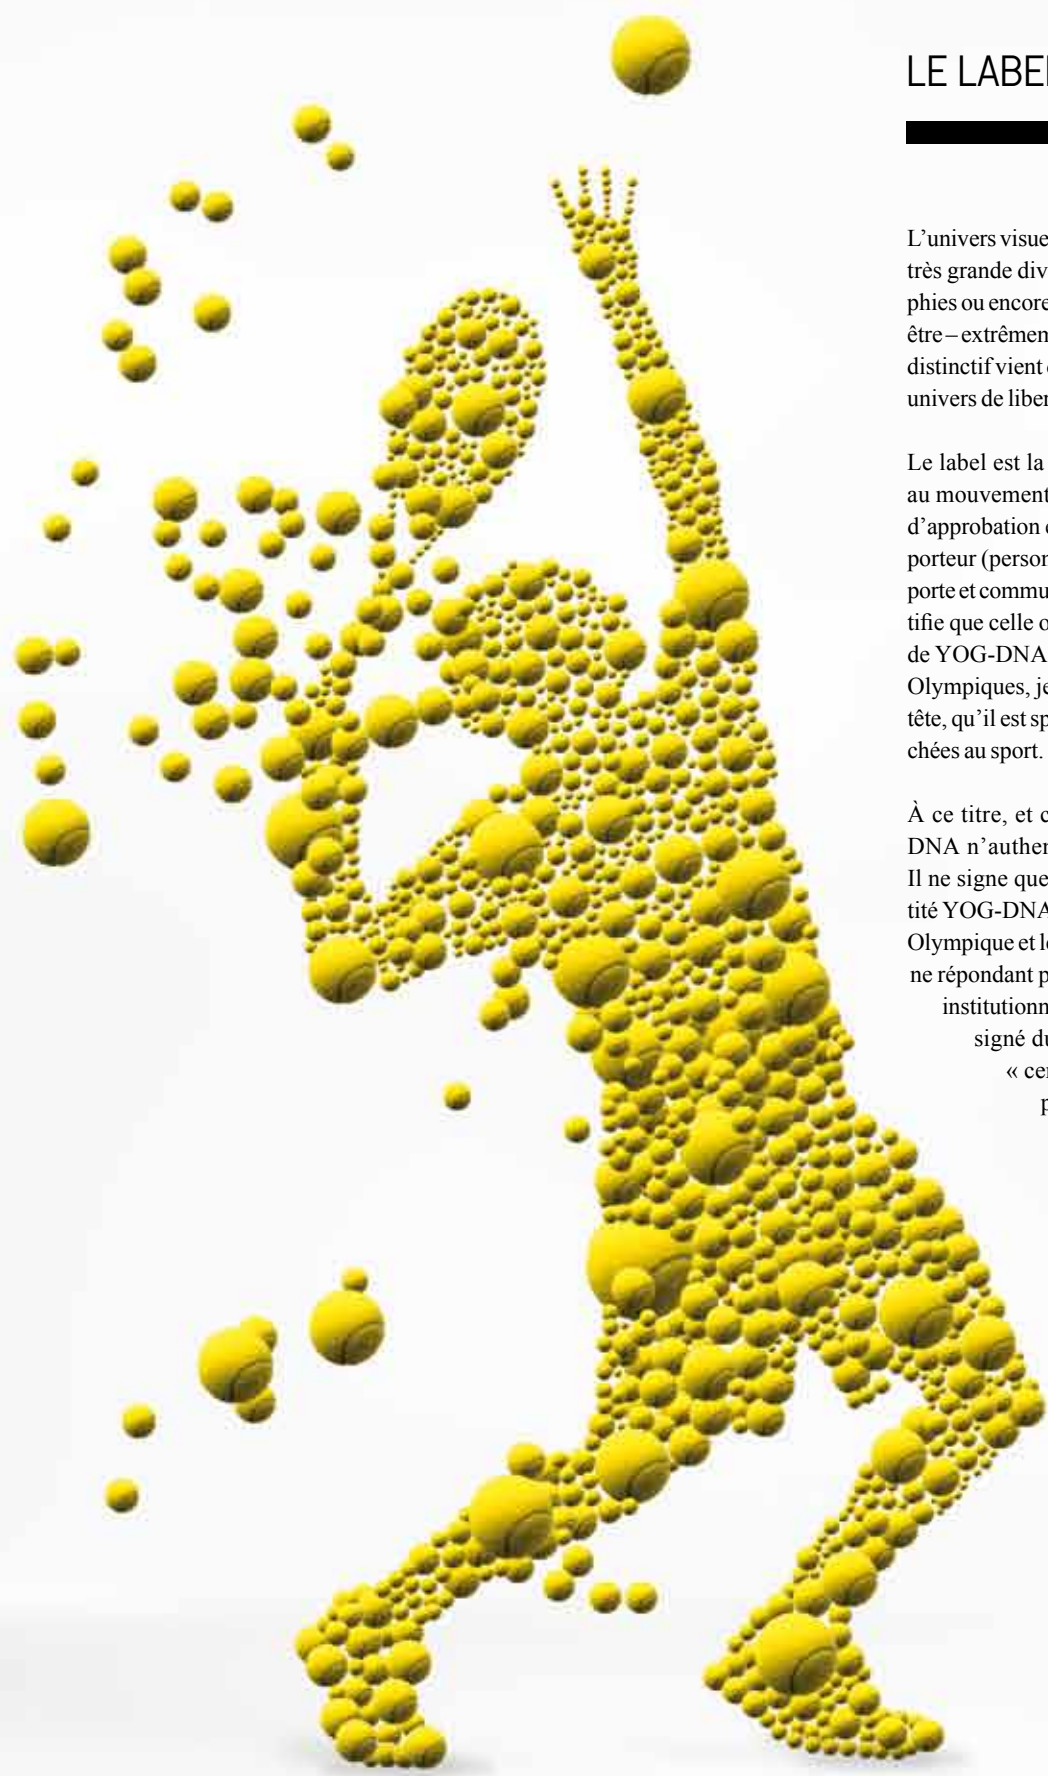 LE LABEL
L’univers visue
très grande div
phies ou encore
être – extrêmem
distinctif vient
univers de liber
Le label est la
au mouvement
d’approbation
porteur (person
porte et commu
tifie que celle o
de YOG-DNA
Olympiques, je
tête, qu’il est sp
chées au sport.
À ce titre, et c
DNA n’authen
Il ne signe que
tité YOG-DNA
Olympique et le
ne répondant p
institutionn
signé du
« cer
p